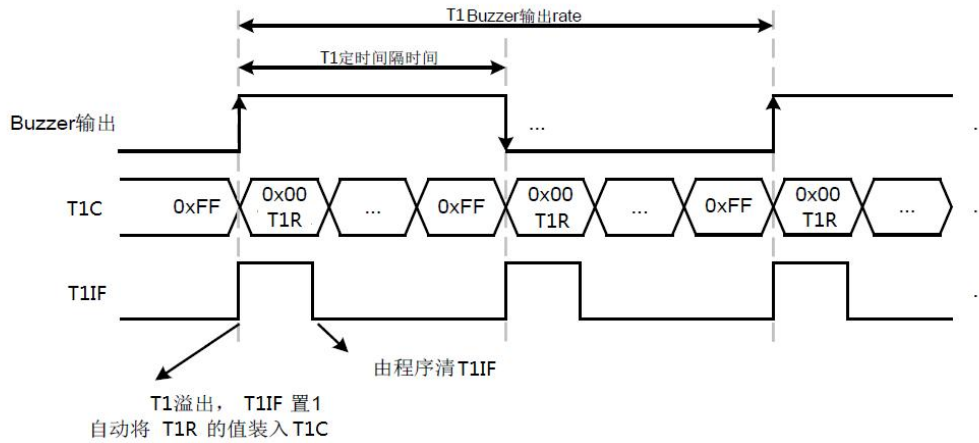 T1Buzzer输出rate
T1定时间隔时间
Buzzer输出
...
.
T1C
0xFF
0x00
T1R
...
0xFF
0x00
T1R
...
0xFF
0x00
T1R
...
.
T1IF
.
由程序清T1IF
T1溢出， T1IF 置1
自动将 T1R 的值装入T1C